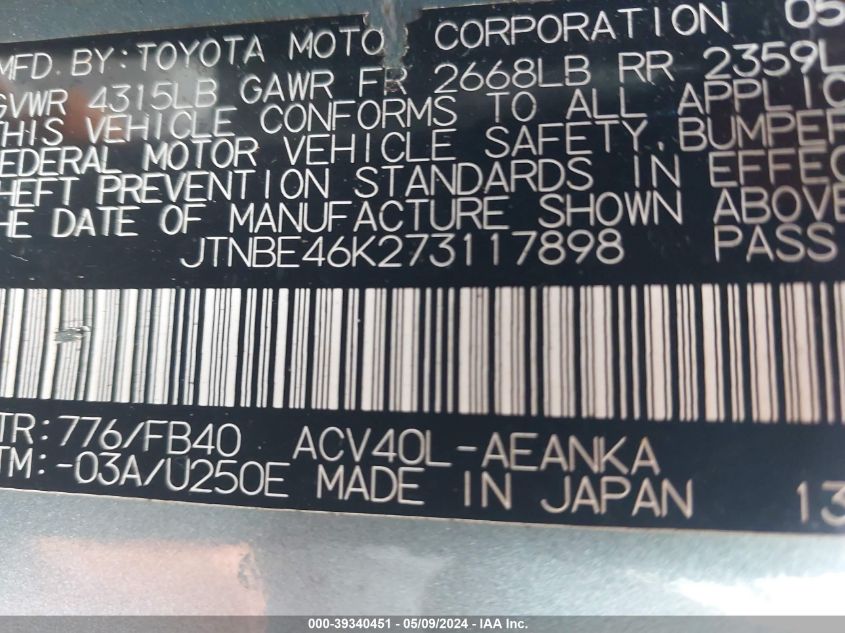 MFD. BY: TOYOTA MOTO CORPORATION 05
GVWR 4315LB GAWR FR 2668LB RR 2359L
THIS VEHICLE CONFORMS TO ALL APPLIC
FEDERAL MOTOR VEHICLE SAFETY, BUMPER
THEFT PREVENTION STANDARDS IN EFFEC
HE DATE OF MANUFACTURE SHOWN ABOVE
JTNBE46K273117898 PASS
TR: 776/FB40 ACV40L-AEANKA
TM: -03A/U250E MADE IN JAPAN 13
000-39340451 - 05/09/2024 - IAA Inc.